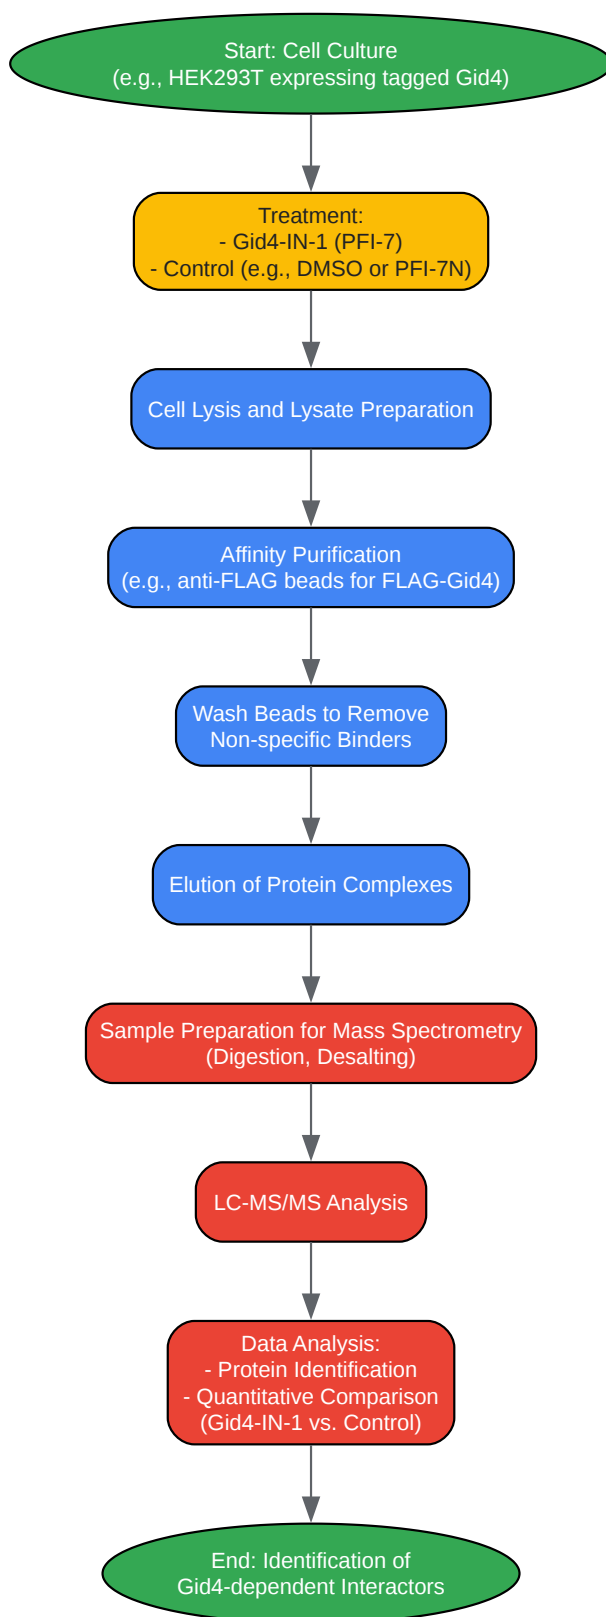 Start: Cell Culture
(e.g., HEK293T expressing tagged Gid4)
Treatment:
- Gid4-IN-1 (PFI-7)
- Control (e.g., DMSO or PFI-7N)
Cell Lysis and Lysate Preparation
Affinity Purification
(e.g., anti-FLAG beads for FLAG-Gid4)
Wash Beads to Remove
Non-specific Binders
Elution of Protein Complexes
Sample Preparation for Mass Spectrometry
(Digestion, Desalting)
LC-MS/MS Analysis
Data Analysis:
- Protein Identification
- Quantitative Comparison
(Gid4-IN-1 vs. Control)
End: Identification of
Gid4-dependent Interactors